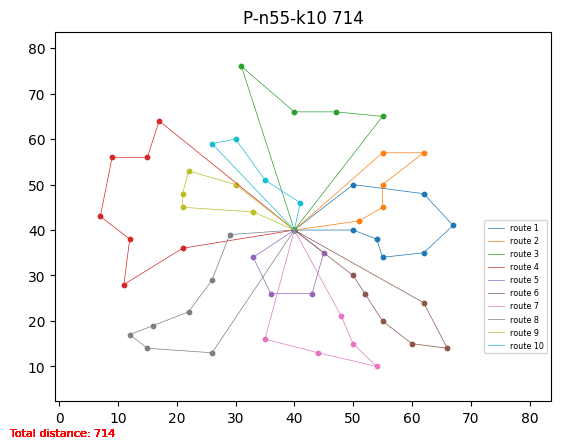 P-n55-k10 714
80
70
60
50
40
30
20
10
0 10 20 30 40 50 60 70 80
route 1
route 2
route 3
route 4
route 5
route 6
route 7
route 8
route 9
route 10
Total distance: 714